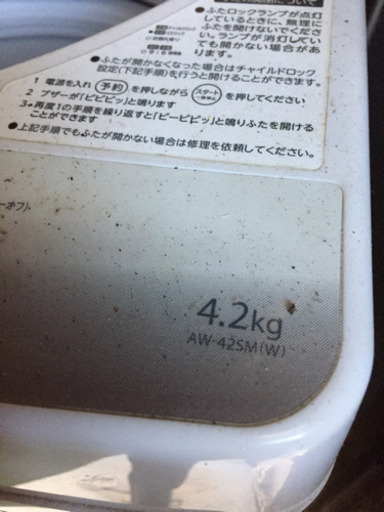 について
●ふたロックランプが点灯
しているときに、無理に
ふたを開けないでくださ
い。ランプが消灯してい
ても開かない場合があ
ります。
●ふたが開かなくなった場合はチャイルドロック
設定(下記手順)を行うと開けることができます。
1 電源を入れ 予約 を押しながら スタート 一時停止 を押してください
2 ブザーが「ピピピッ」と鳴ります
3 再度1の手順を繰り返すと「ピーピピッ」と鳴りふたを開ける
ことができます
●上記手順でもふたが開かない場合は修理を依頼してください。
4.2kg
AW-42SM(W)